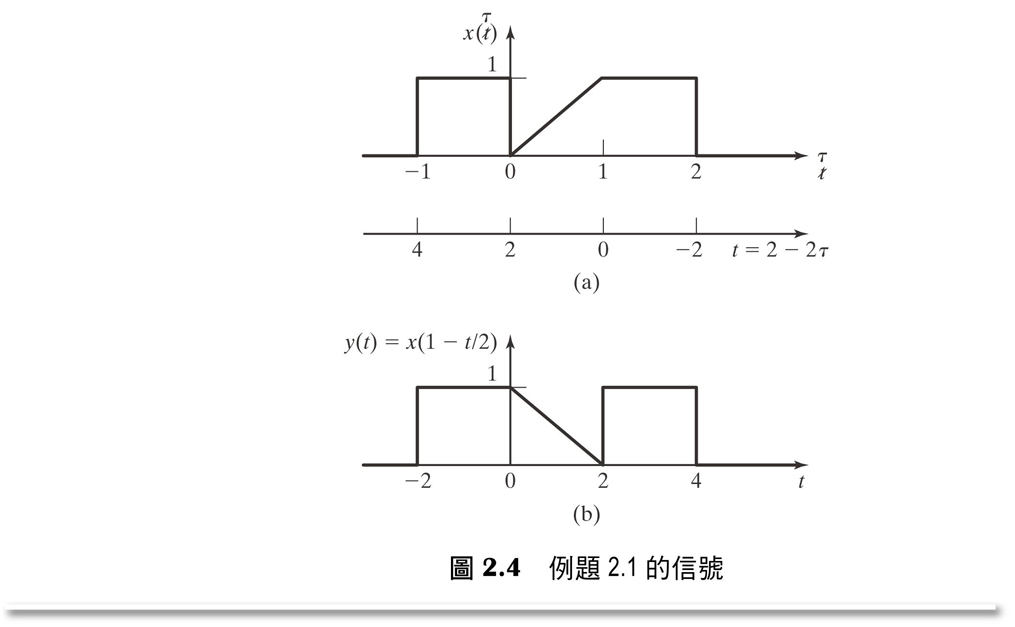 τ
x(t)
1
−1 0 1 2 τ
t
4 2 0 −2 t = 2 − 2τ
(a)
y(t) = x(1 − t/2)
1
−2 0 2 4 t
(b)
圖 2.4 例題 2.1 的信號